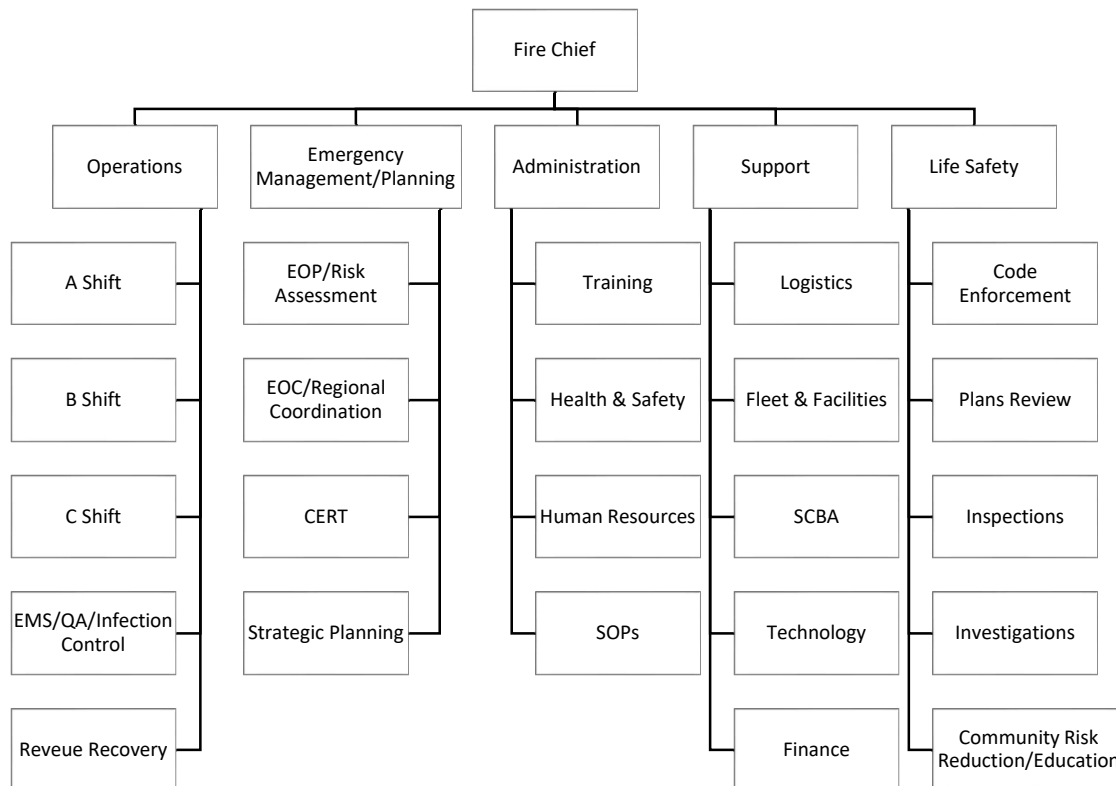 Fire Chief
Operations
Emergency
Management/Planning
Administration
Support
Life Safety
A Shift
EOP/Risk
Assessment
Training
Logistics
Code
Enforcement
B Shift
EOC/Regional
Coordination
Health & Safety
Fleet & Facilities
Plans Review
C Shift
CERT
Human Resources
SCBA
Inspections
EMS/QA/Infection
Control
Strategic Planning
SOPs
Technology
Investigations
Reveue Recovery
Finance
Community Risk
Reduction/Education